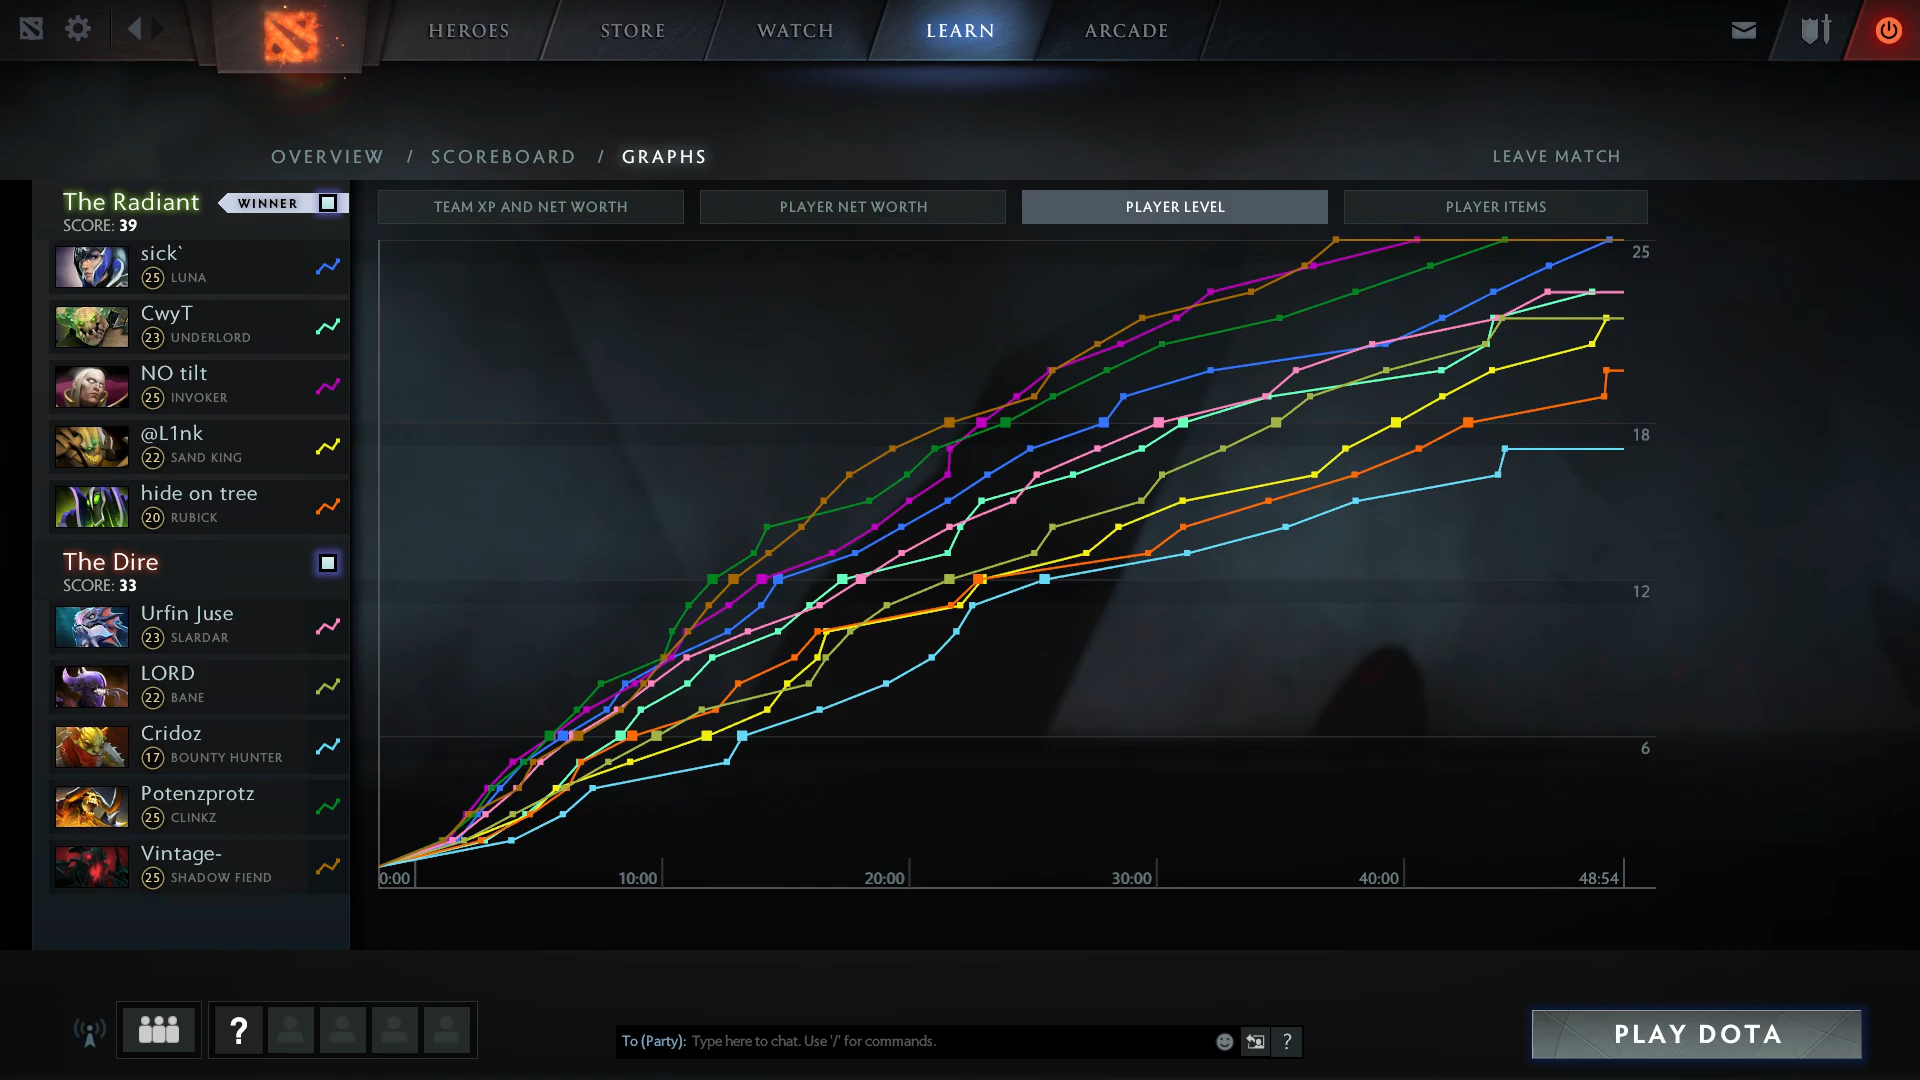 HEROES
STORE
WATCH
LEARN
ARCADE
OVERVIEW / SCOREBOARD / GRAPHS
LEAVE MATCH
The Radiant
WINNER
SCORE: 39
TEAM XP AND NET WORTH
PLAYER NET WORTH
PLAYER LEVEL
PLAYER ITEMS
sick`
25 LUNA
CwyT
23 UNDERLORD
NO tilt
25 INVOKER
@L1nk
22 SAND KING
hide on tree
20 RUBICK
The Dire
SCORE: 33
Urfin Juse
23 SLARDAR
LORD
22 BANE
Cridoz
17 BOUNTY HUNTER
Potenzprotz
25 CLINKZ
Vintage-
25 SHADOW FIEND
25
18
12
6
0:00
10:00
20:00
30:00
40:00
48:54
?
To (Party): Type here to chat. Use '/' for commands.
?
PLAY DOTA